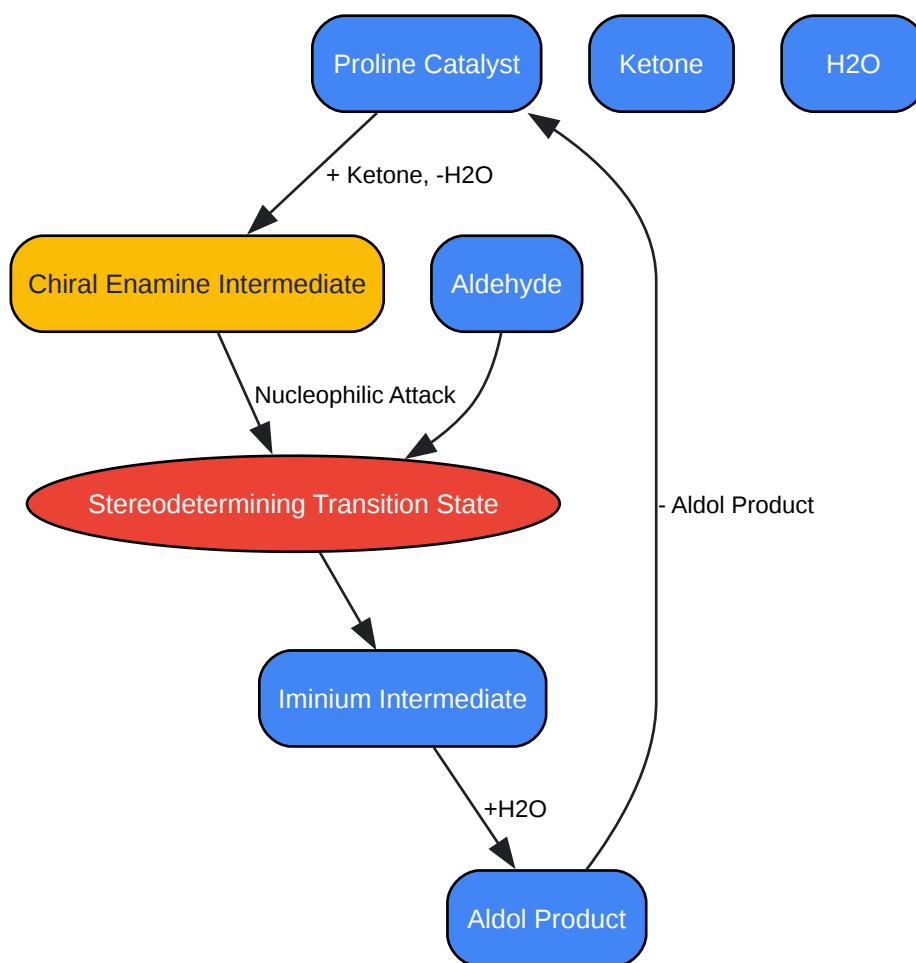 Proline Catalyst
Ketone
H2O
+ Ketone, -H2O
Chiral Enamine Intermediate
Aldehyde
Nucleophilic Attack
Stereodetermining Transition State
- Aldol Product
Iminium Intermediate
+H2O
Aldol Product